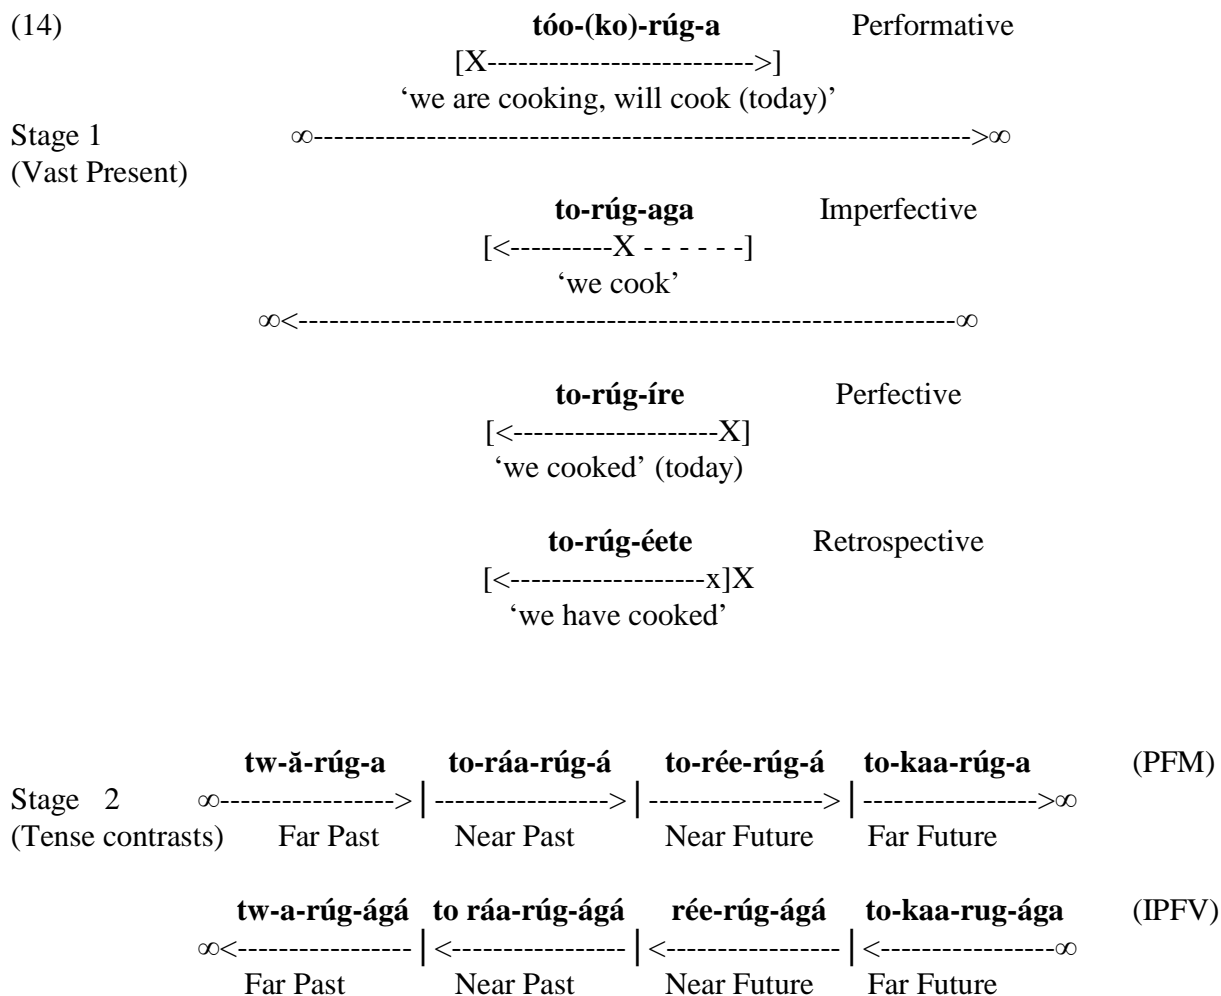 (14) tóo-(ko)-rúg-a Performative
[X-------------------------->]
‘we are cooking, will cook (today)’
Stage 1 ∞---------------------------------------------------------------->∞
(Vast Present)
to-rúg-aga Imperfective
[<----------X - - - - - -]
‘we cook’
∞<----------------------------------------------------------------∞
to-rúg-íre Perfective
[<--------------------X]
‘we cooked’ (today)
to-rúg-éete Retrospective
[<-------------------x]X
‘we have cooked’
tw-ă-rúg-a to-ráa-rúg-á to-rée-rúg-á to-kaa-rúg-a (PFM)
Stage 2 ∞-----------------> | -----------------> | -----------------> | ----------------->∞
(Tense contrasts) Far Past Near Past Near Future Far Future
tw-a-rúg-ágá to ráa-rúg-ágá rée-rúg-ágá to-kaa-rug-ága (IPFV)
∞<---------------- | <----------------- | <----------------- | <-----------------∞
Far Past Near Past Near Future Far Future